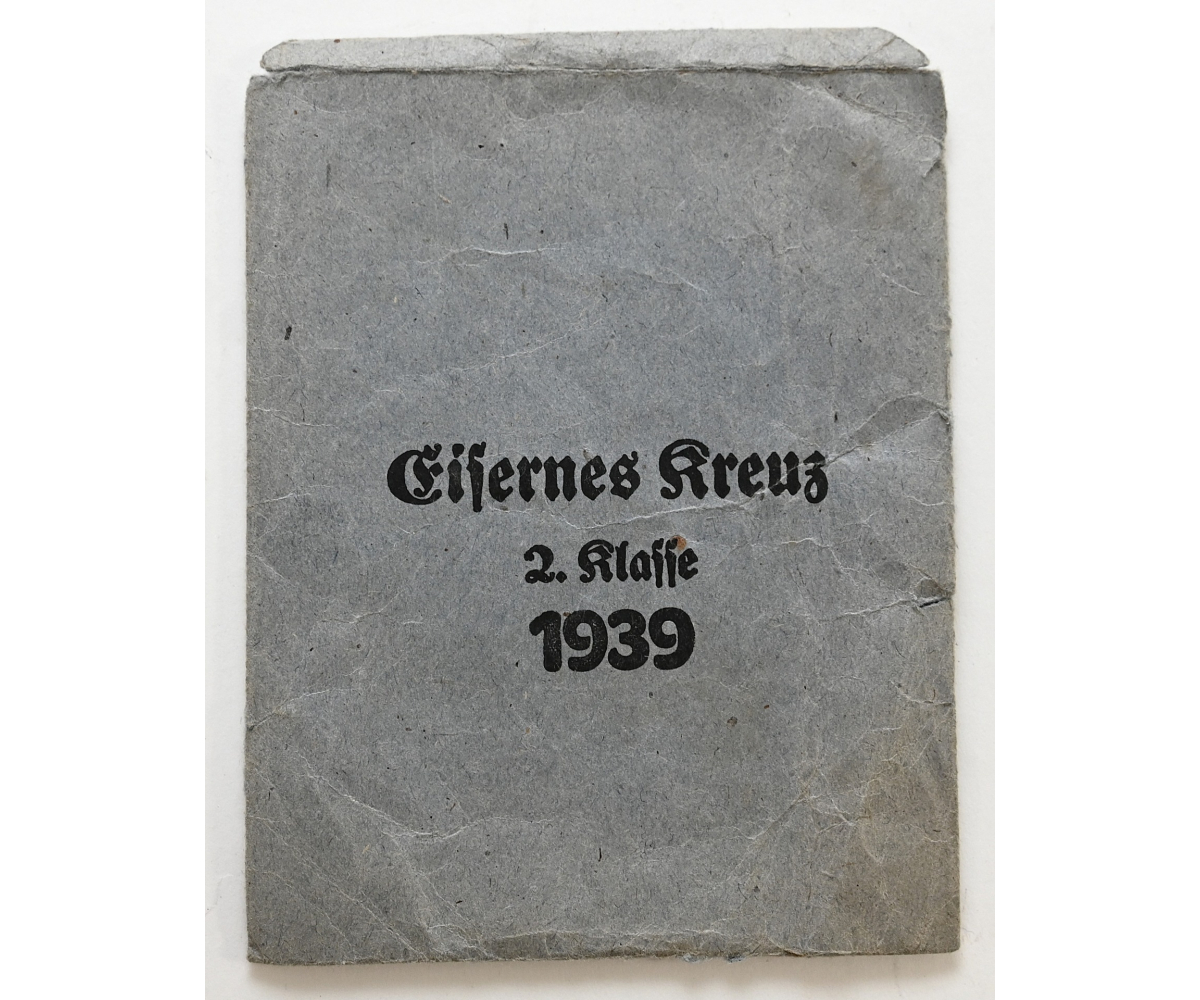 Eiſernes Kreuz
2. Klaſſe
1939